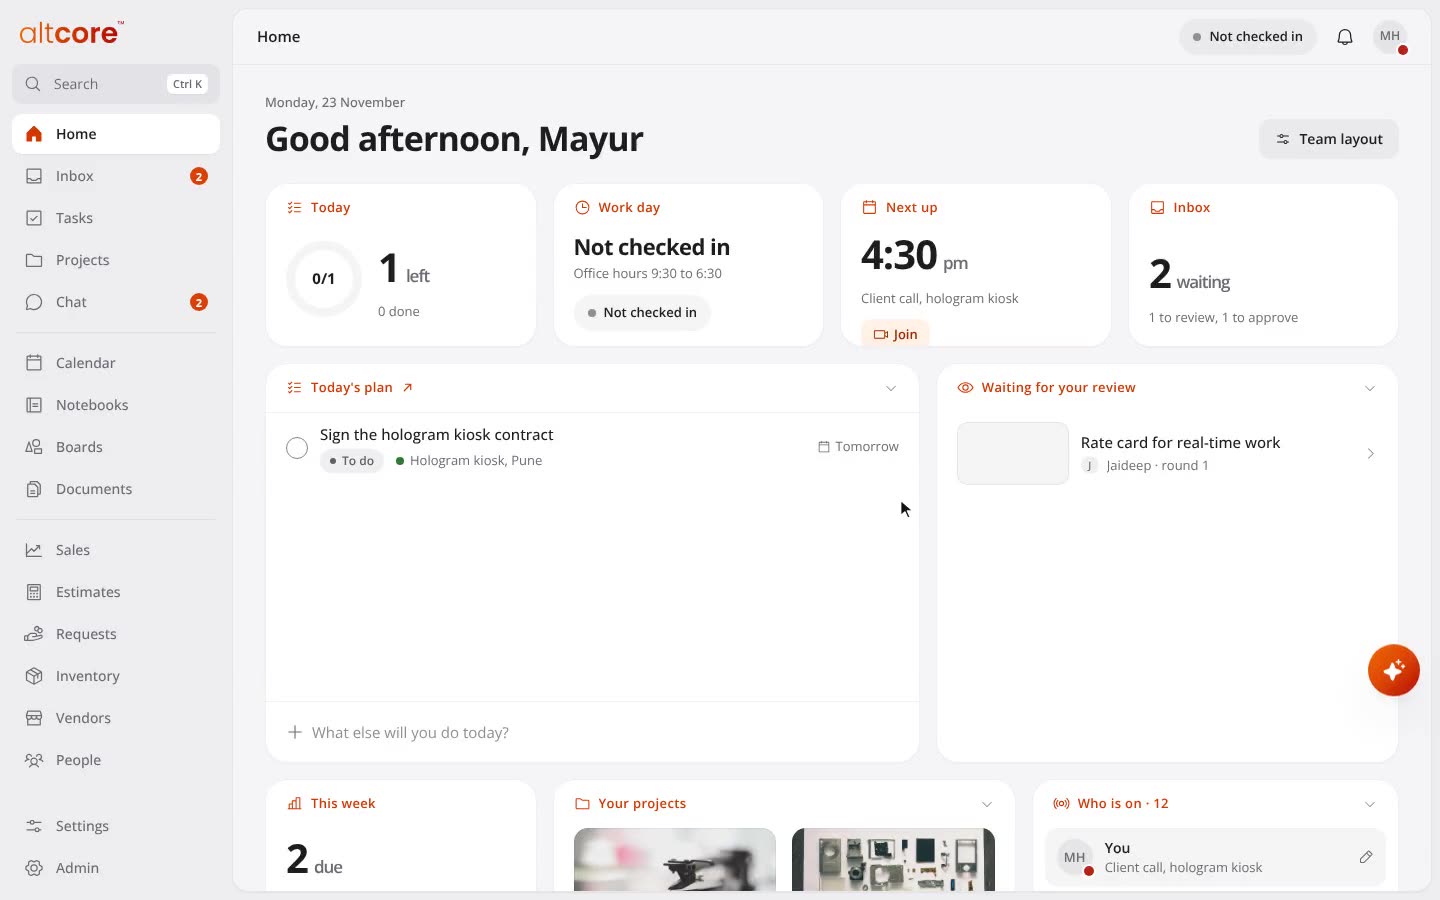 altcore™
Search
Ctrl K
Home
Inbox
2
Tasks
Projects
Chat
2
Calendar
Notebooks
Boards
Documents
Sales
Estimates
Requests
Inventory
Vendors
People
Settings
Admin
Home
Not checked in
MH
Monday, 23 November
Good afternoon, Mayur
Team layout
Today
0/1
1 left
0 done
Work day
Not checked in
Office hours 9:30 to 6:30
Not checked in
Next up
4:30 pm
Client call, hologram kiosk
Join
Inbox
2 waiting
1 to review, 1 to approve
Today's plan
Sign the hologram kiosk contract
To do
Hologram kiosk, Pune
Tomorrow
What else will you do today?
Waiting for your review
Rate card for real-time work
J
Jaideep · round 1
This week
2 due
Your projects
Who is on · 12
MH
You
Client call, hologram kiosk